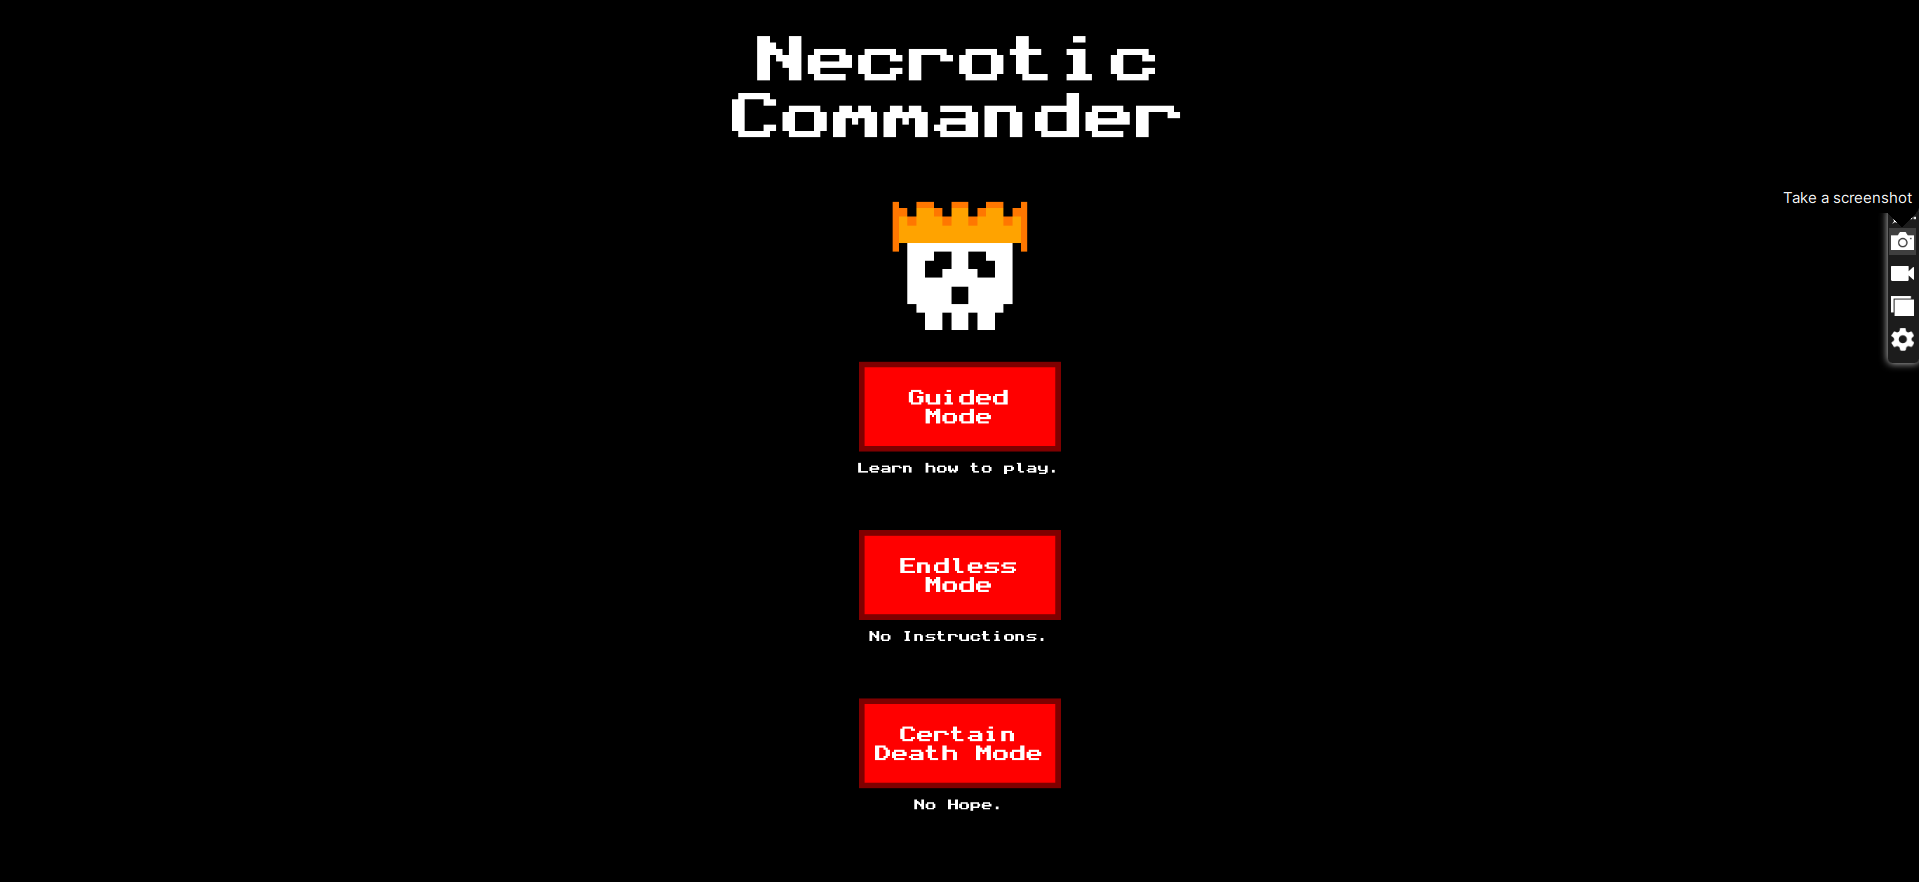 Necrotic
Commander
Take a screenshot
Guided
Mode
Learn how to play.
Endless
Mode
No Instructions.
Certain
Death Mode
No Hope.